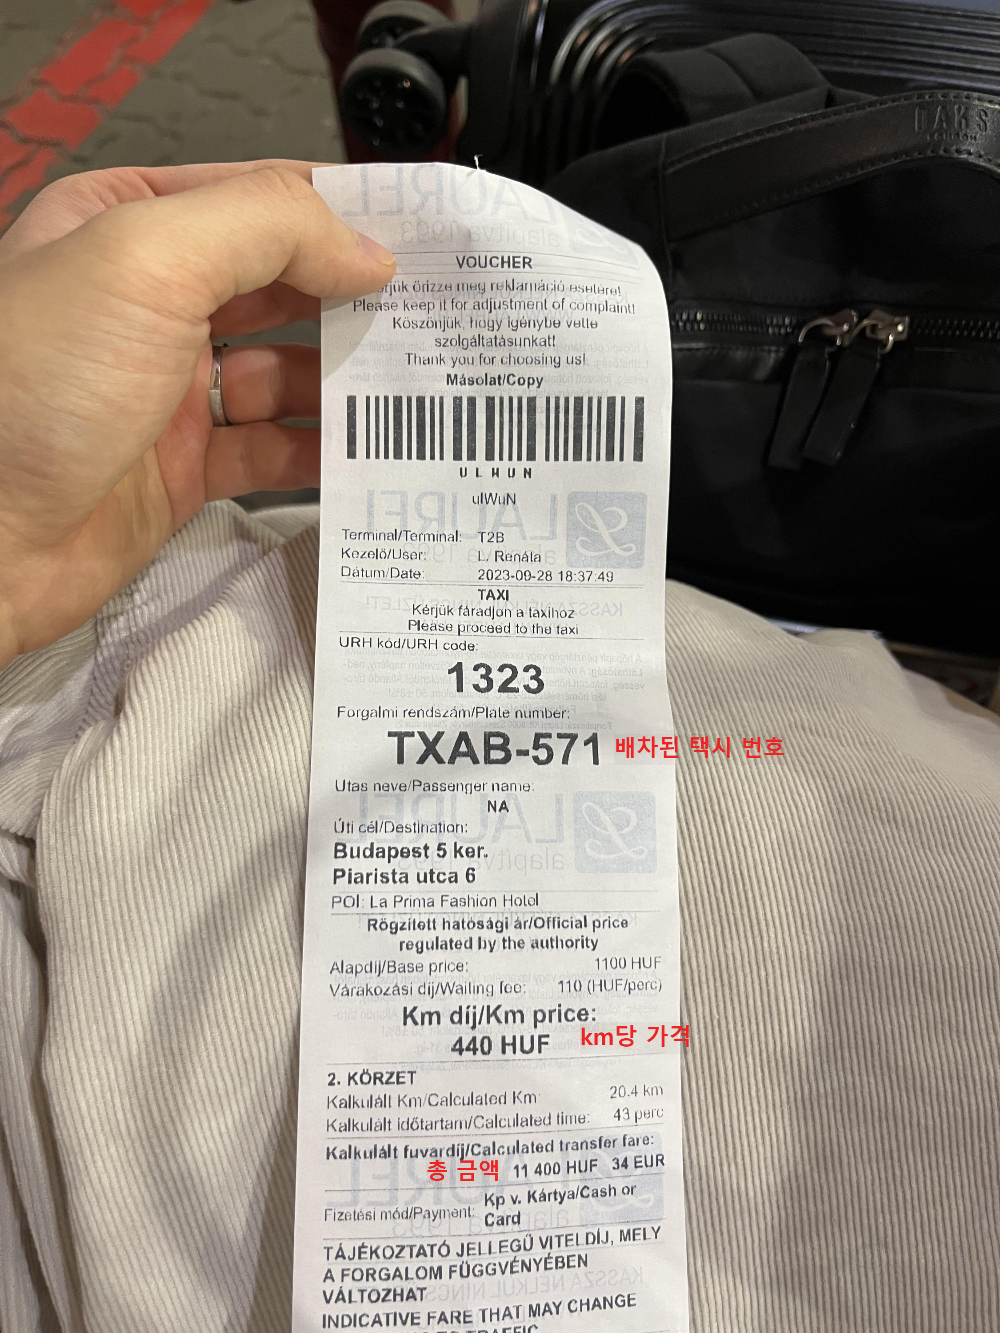 DAKS
LONDON
LAUREL
alapítva 1993
VOUCHER
őrizze meg reklamáció esetére!
Please keep it for adjustment of complaint!
Köszönjük, hogy igénybe vette
szolgáltatásunkat!
Thank you for choosing us!
Másolat/Copy
ULWUN
ulWuN
Terminal/Terminal: T2B
Kezelő/User: L. Renáta
Dátum/Date: 2023-09-28 18:37:49
TAXI
Kérjük fáradjon a taxihoz
Please proceed to the taxi
URH kód/URH code:
1323
Forgalmi rendszám/Plate number:
TXAB-571 배차된 택시 번호
Utas neve/Passenger name:
NA
Úti cél/Destination:
Budapest 5 ker.
Piarista utca 6
POI: La Prima Fashion Hotel
Rögzített hatósági ár/Official price
regulated by the authority
Alapdíj/Base price: 1100 HUF
Várakozási díj/Waiting fee: 110 (HUF/perc)
Km díj/Km price:
440 HUF km당 가격
2. KÖRZET
Kalkulált Km/Calculated Km: 20.4 km
Kalkulált időtartam/Calculated time: 43 perc
Kalkulált fuvardíj/Calculated transfer fare:
총 금액 11 400 HUF 34 EUR
Fizetési mód/Payment: Kp v. Kártya/Cash or
Card
TÁJÉKOZTATÓ JELLEGŰ VITELDÍJ, MELY
A FORGALOM FÜGGVÉNYÉBEN
VÁLTOZHAT
INDICATIVE FARE THAT MAY CHANGE